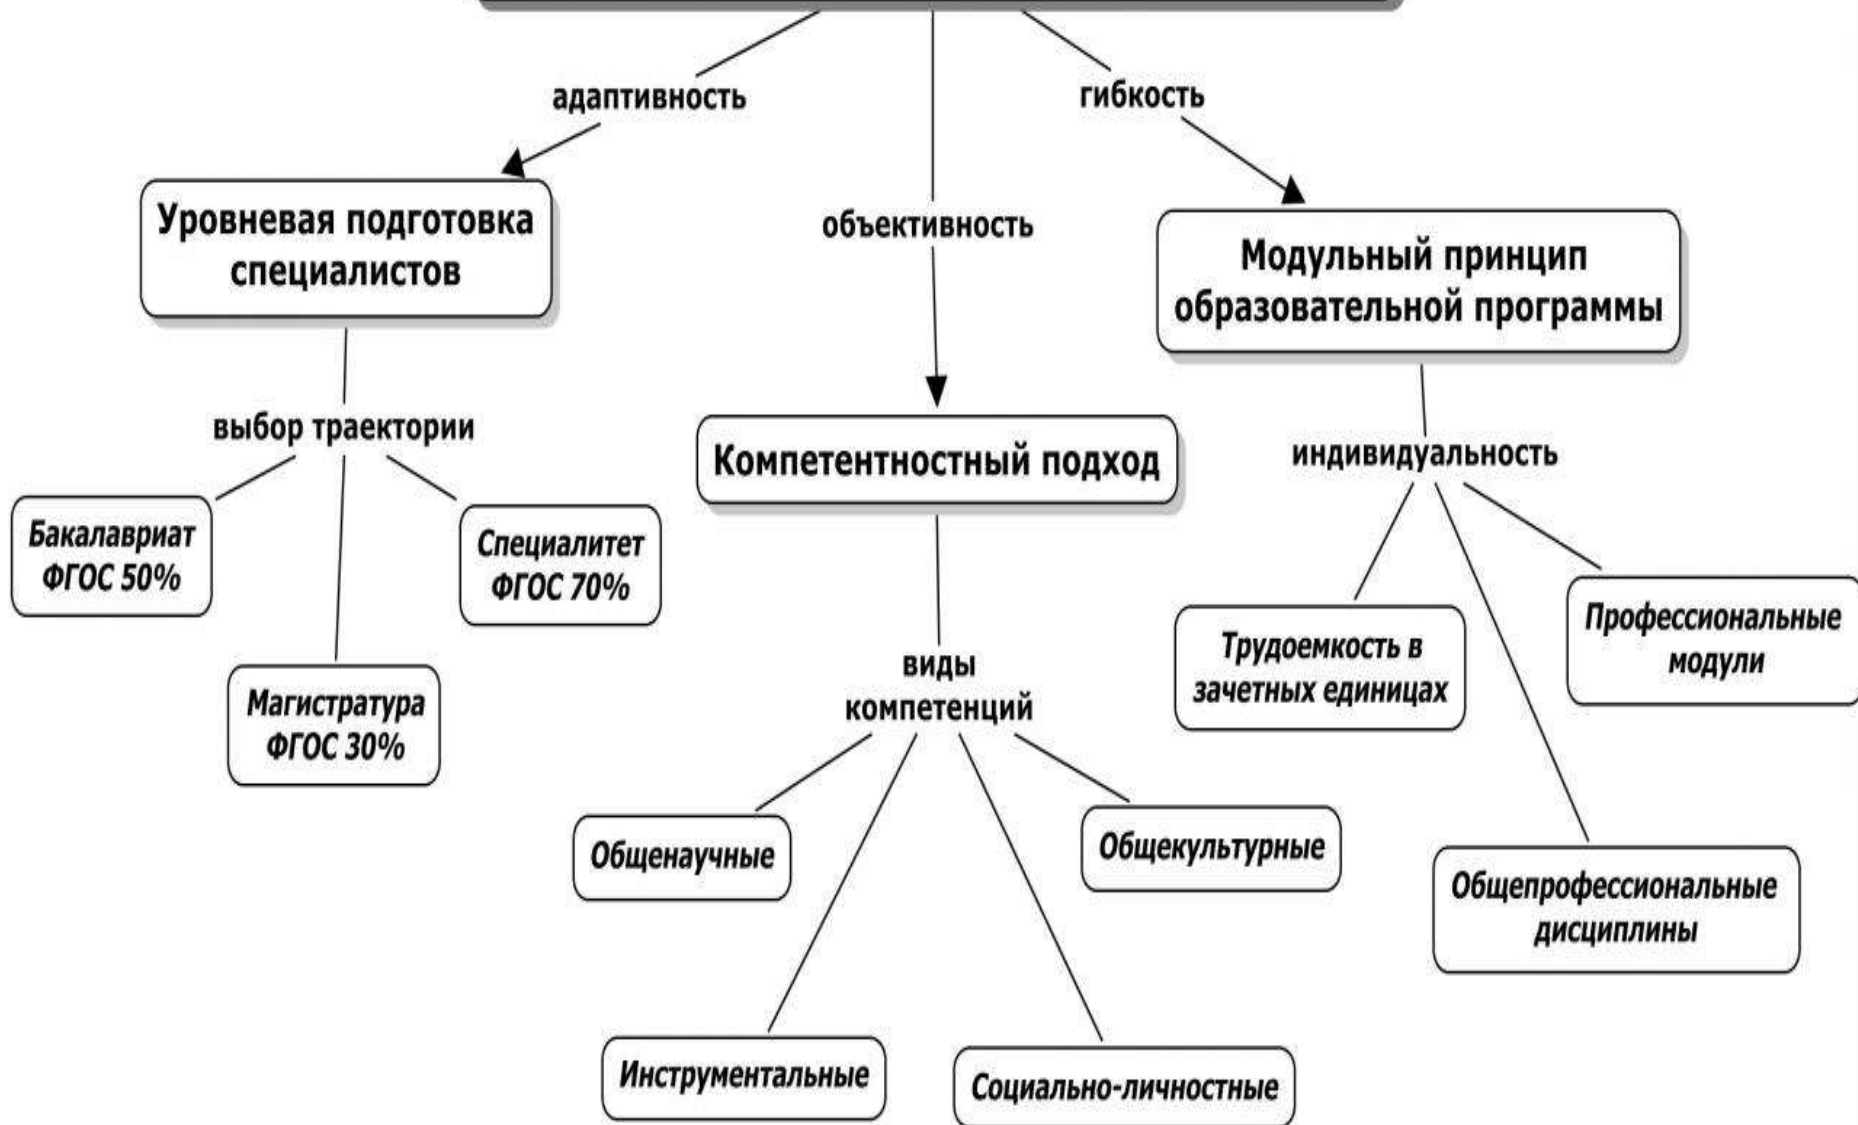 адаптивность
гибкость
Уровневая подготовка
специалистов
объективность
Модульный принцип
образовательной программы
выбор траектории
Компетентностный подход
индивидуальность
Бакалавриат
ФГОС 50%
Специалитет
ФГОС 70%
Магистратура
ФГОС 30%
виды
компетенций
Трудоемкость в
зачетных единицах
Профессиональные
модули
Общенаучные
Общекультурные
Общепрофессиональные
дисциплины
Инструментальные
Социально-личностные